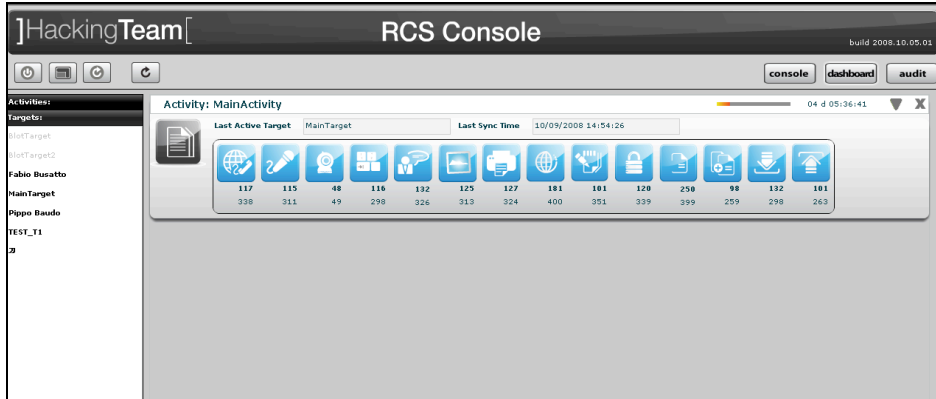 ]HackingTeam[
RCS Console
build 2008.10.05.01
console dashboard audit
Activities:
Targets:
BlotTarget
BlotTarget2
Fabio Busatto
MainTarget
Pippo Baudo
TEST_T1
Activity: MainActivity
04 d 05:36:41
X
Last Active Target MainTarget Last Sync Time 10/09/2008 14:54:26
117 115 48 116 132 125 127 181 101 120 250 98 132 101
338 311 49 298 326 313 324 400 351 339 399 259 298 263